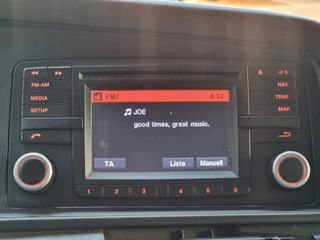 FM1 4:32
FM-AM
MEDIA
SETUP
NAV
TRAF
MAP
JOE
good times, great music.
TA Liste Manuell
1 2 3 4 5 6